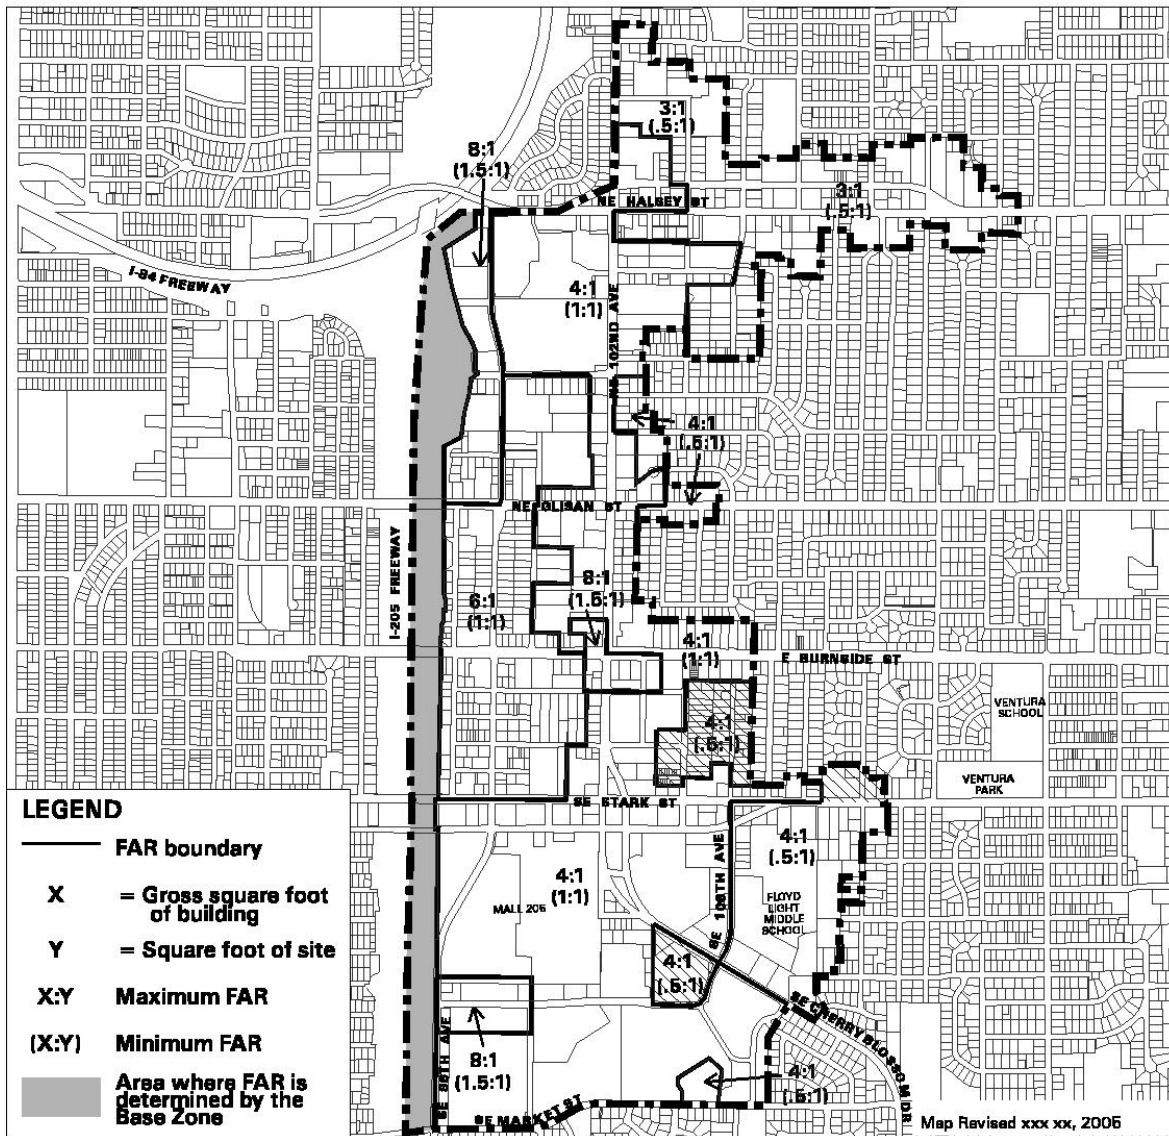 3:1
(.5:1)
8:1
(1.5:1)
NE HALSEY ST
3:1
(.5:1)
I-84 FREEWAY
4:1
(1:1)
NE 102ND AVE
4:1
(.5:1)
NE GLISAN ST
I-205 FREEWAY
8:1
(1.5:1)
6:1
(1:1)
4:1
(1:1)
E BURNSIDE ST
VENTURA
SCHOOL
4:1
(.5:1)
VENTURA
PARK
SE STARK ST
LEGEND
FAR boundary
X = Gross square foot
of building
Y = Square foot of site
X:Y Maximum FAR
(X:Y) Minimum FAR
Area where FAR is
determined by the
Base Zone
4:1
(.5:1)
SE 108TH AVE
4:1
(1:1)
MALL 205
FLOYD
LIGHT
MIDDLE
SCHOOL
4:1
(.5:1)
SE CHERRY BLOSSOM DR
SE 96TH AVE
8:1
(1.5:1)
4:1
(.5:1)
SE MARKET ST
Map Revised xxx xx, 2006